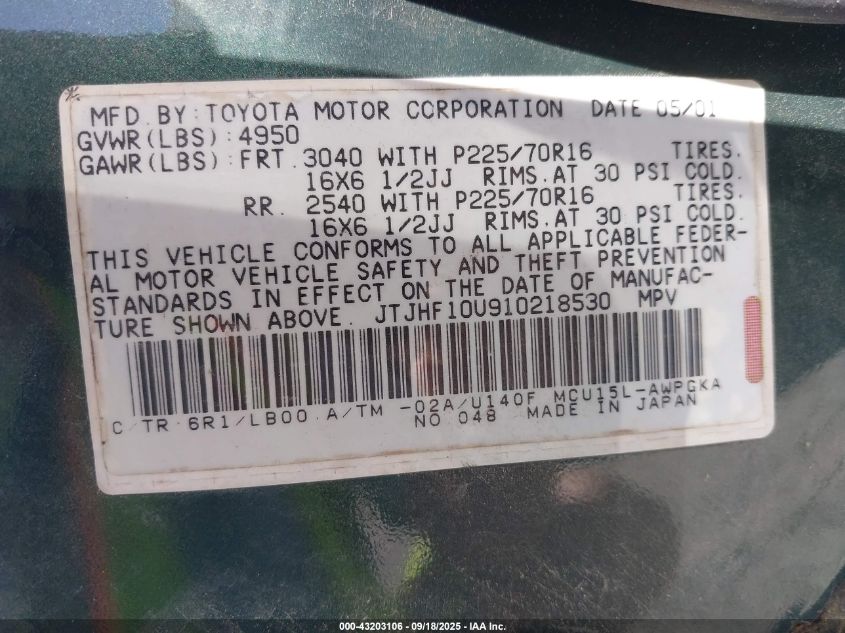 MFD. BY: TOYOTA MOTOR CORPORATION DATE 05/01
GVWR(LBS): 4950
GAWR(LBS): FRT. 3040 WITH P225/70R16 TIRES.
16X6 1/2JJ RIMS. AT 30 PSI COLD.
RR. 2540 WITH P225/70R16 TIRES.
16X6 1/2JJ RIMS. AT 30 PSI COLD.
THIS VEHICLE CONFORMS TO ALL APPLICABLE FEDER-
AL MOTOR VEHICLE SAFETY AND THEFT PREVENTION
STANDARDS IN EFFECT ON THE DATE OF MANUFAC-
TURE SHOWN ABOVE. JTJHF10U910218530 MPV
C/TR:6R1/LB00 A/TM -02A/U140F MCU15L-AWPGKA
NO 048 MADE IN JAPAN
000-43203106 - 09/18/2025 - IAA Inc.